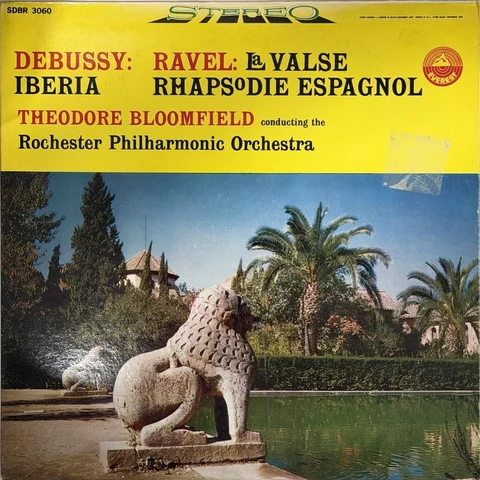 SDBR 3060
STEREO
DEBUSSY: RAVEL: La VALSE
IBERIA RHAPSoDIE ESPAGNOL
EVEREST
THEODORE BLOOMFIELD conducting the
Rochester Philharmonic Orchestra